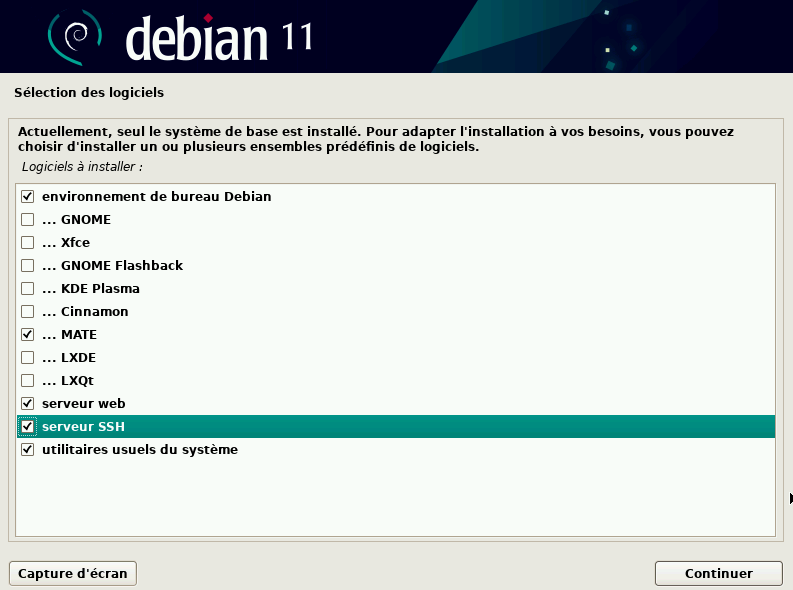 debian 11
Sélection des logiciels
Actuellement, seul le système de base est installé. Pour adapter l'installation à vos besoins, vous pouvez
choisir d'installer un ou plusieurs ensembles prédéfinis de logiciels.
Logiciels à installer :
environnement de bureau Debian
... GNOME
... Xfce
... GNOME Flashback
... KDE Plasma
... Cinnamon
... MATE
... LXDE
... LXQt
serveur web
serveur SSH
utilitaires usuels du système
Capture d'écran
Continuer